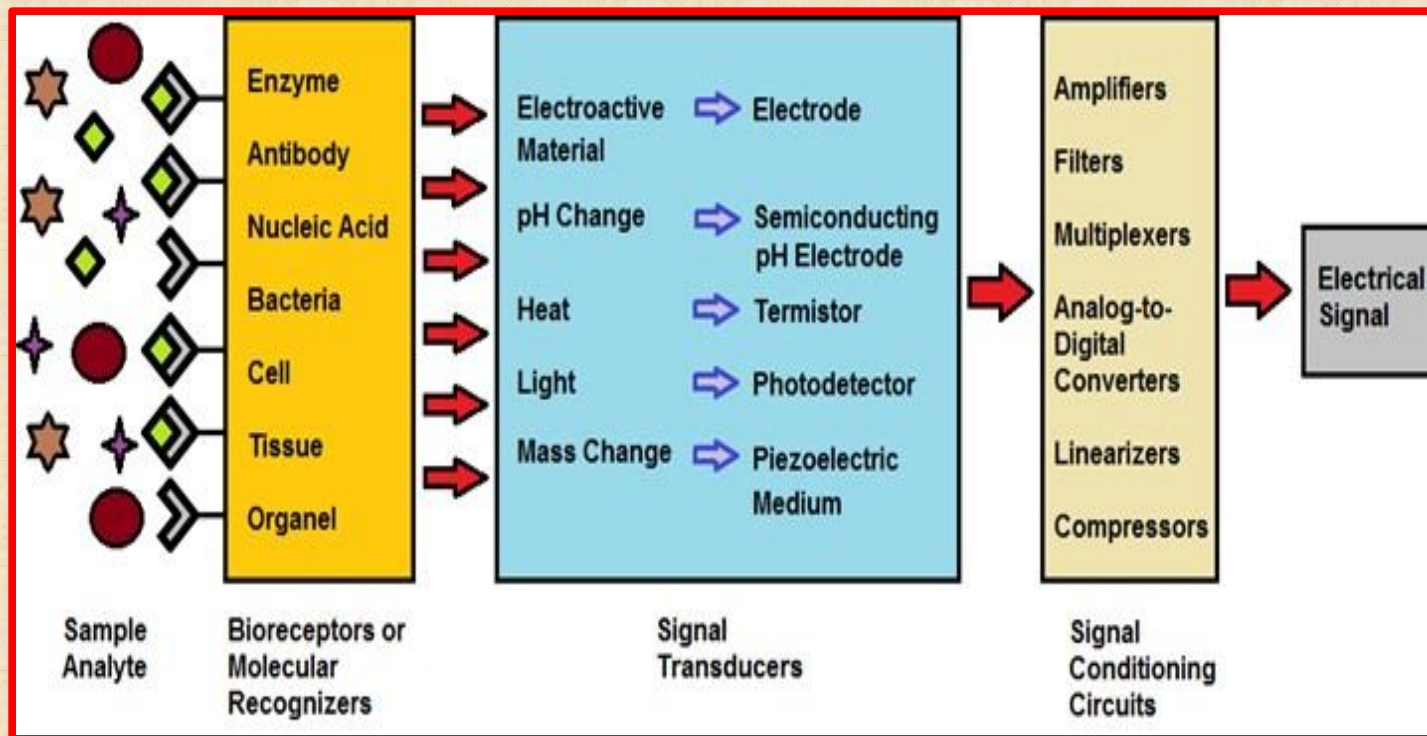 Enzyme
Antibody
Nucleic Acid
Bacteria
Cell
Tissue
Organel
Electroactive
Material
Electrode
pH Change
Semiconducting
pH Electrode
Heat
Termistor
Light
Photodetector
Mass Change
Piezoelectric
Medium
Amplifiers
Filters
Multiplexers
Analog-to-
Digital
Converters
Linearizers
Compressors
Electrical
Signal
Sample
Analyte
Bioreceptors or
Molecular
Recognizers
Signal
Transducers
Signal
Conditioning
Circuits